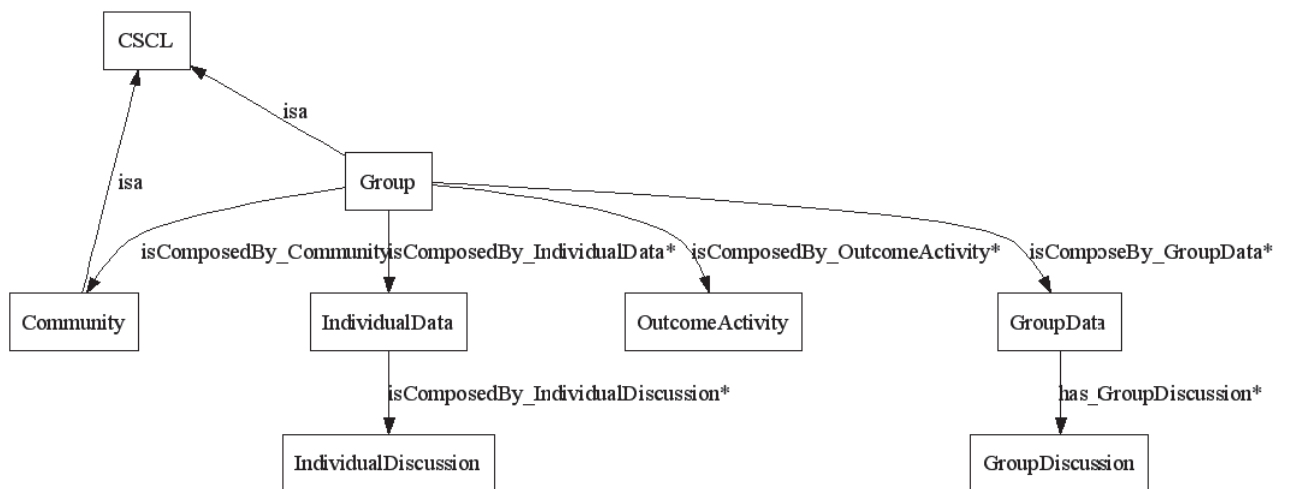 CSCL
isa
isa
Group
isComposedBy_Community
isComposedBy_IndividualData*
isComposedBy_OutcomeActivity*
isComposeBy_GroupData*
Community
IndividualData
OutcomeActivity
GroupData
isComposedBy_IndividualDiscussion*
has_GroupDiscussion*
IndividualDiscussion
GroupDiscussion